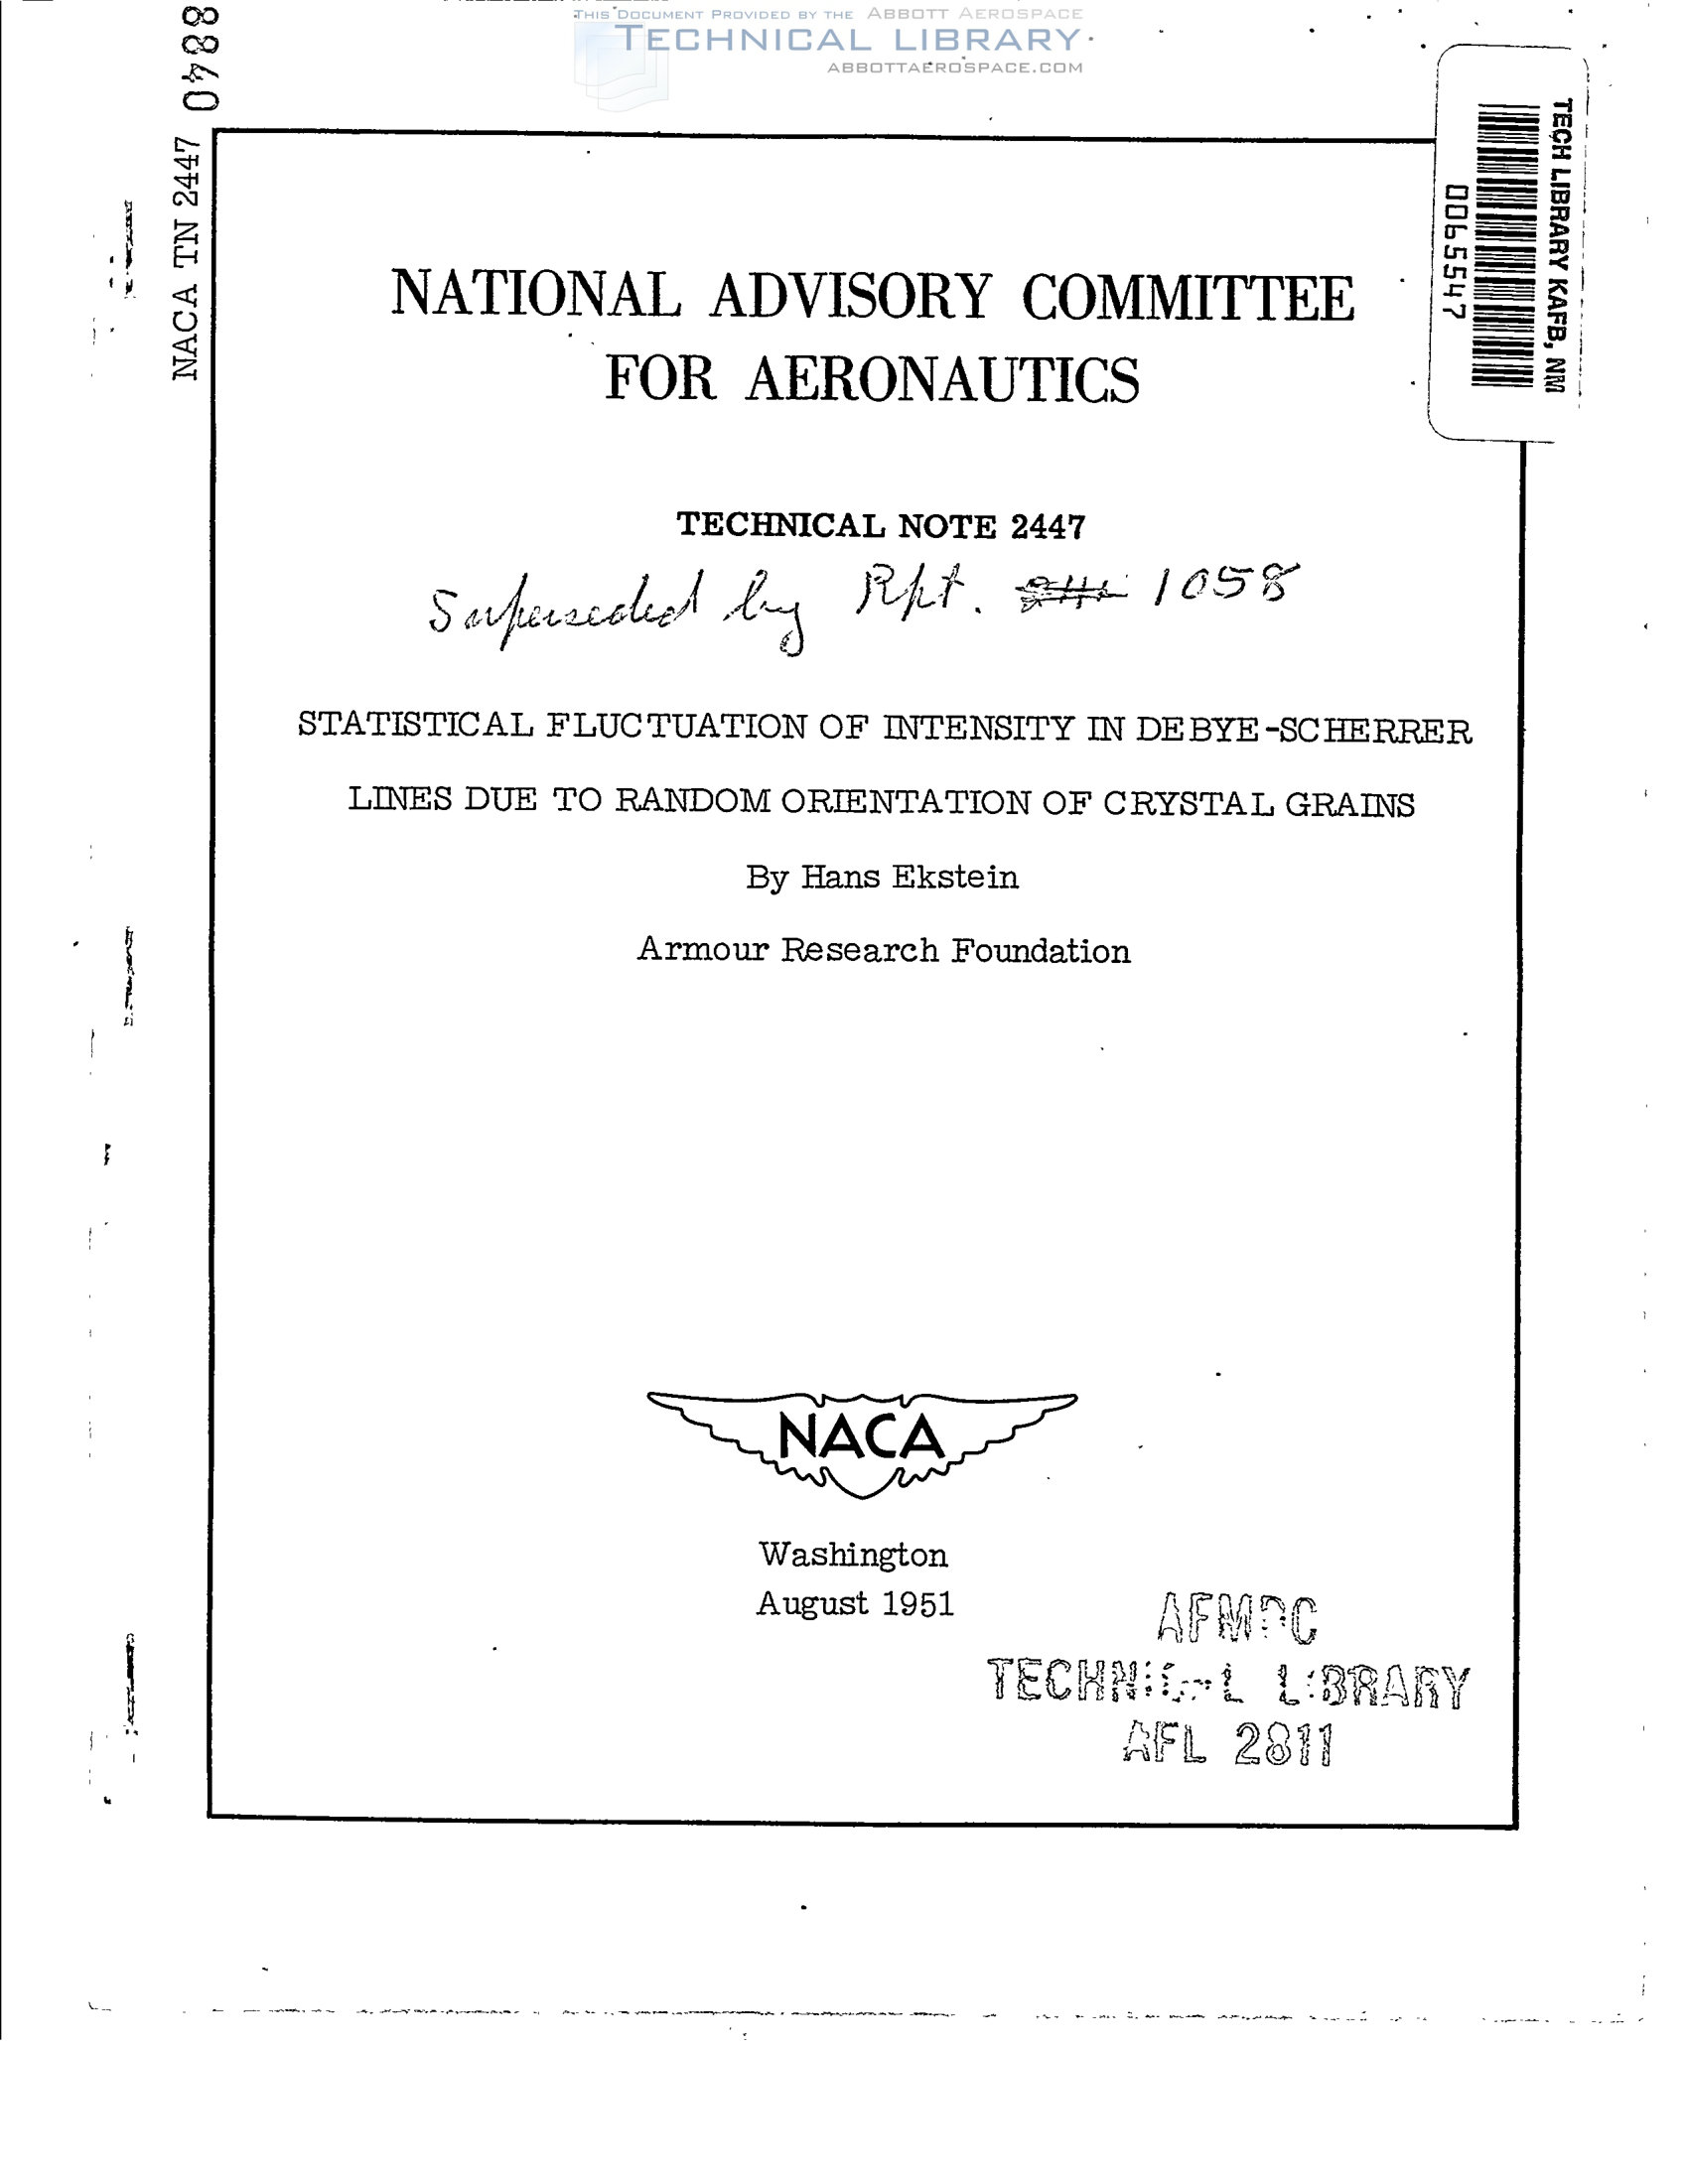 THIS DOCUMENT PROVIDED BY THE ABBOTT AEROSPACE
TECHNICAL LIBRARY
ABBOTTAEROSPACE.COM
8840
NACA TN 2447
TECH LIBRARY KAFB, NM
0065547
NATIONAL ADVISORY COMMITTEE
FOR AERONAUTICS
TECHNICAL NOTE 2447
Superseded by Rpt. 1058
STATISTICAL FLUCTUATION OF INTENSITY IN DEBYE-SCHERRER
LINES DUE TO RANDOM ORIENTATION OF CRYSTAL GRAINS
By Hans Ekstein
Armour Research Foundation
NACA
Washington
August 1951
TECHNICAL LIBRARY
AFL 2811